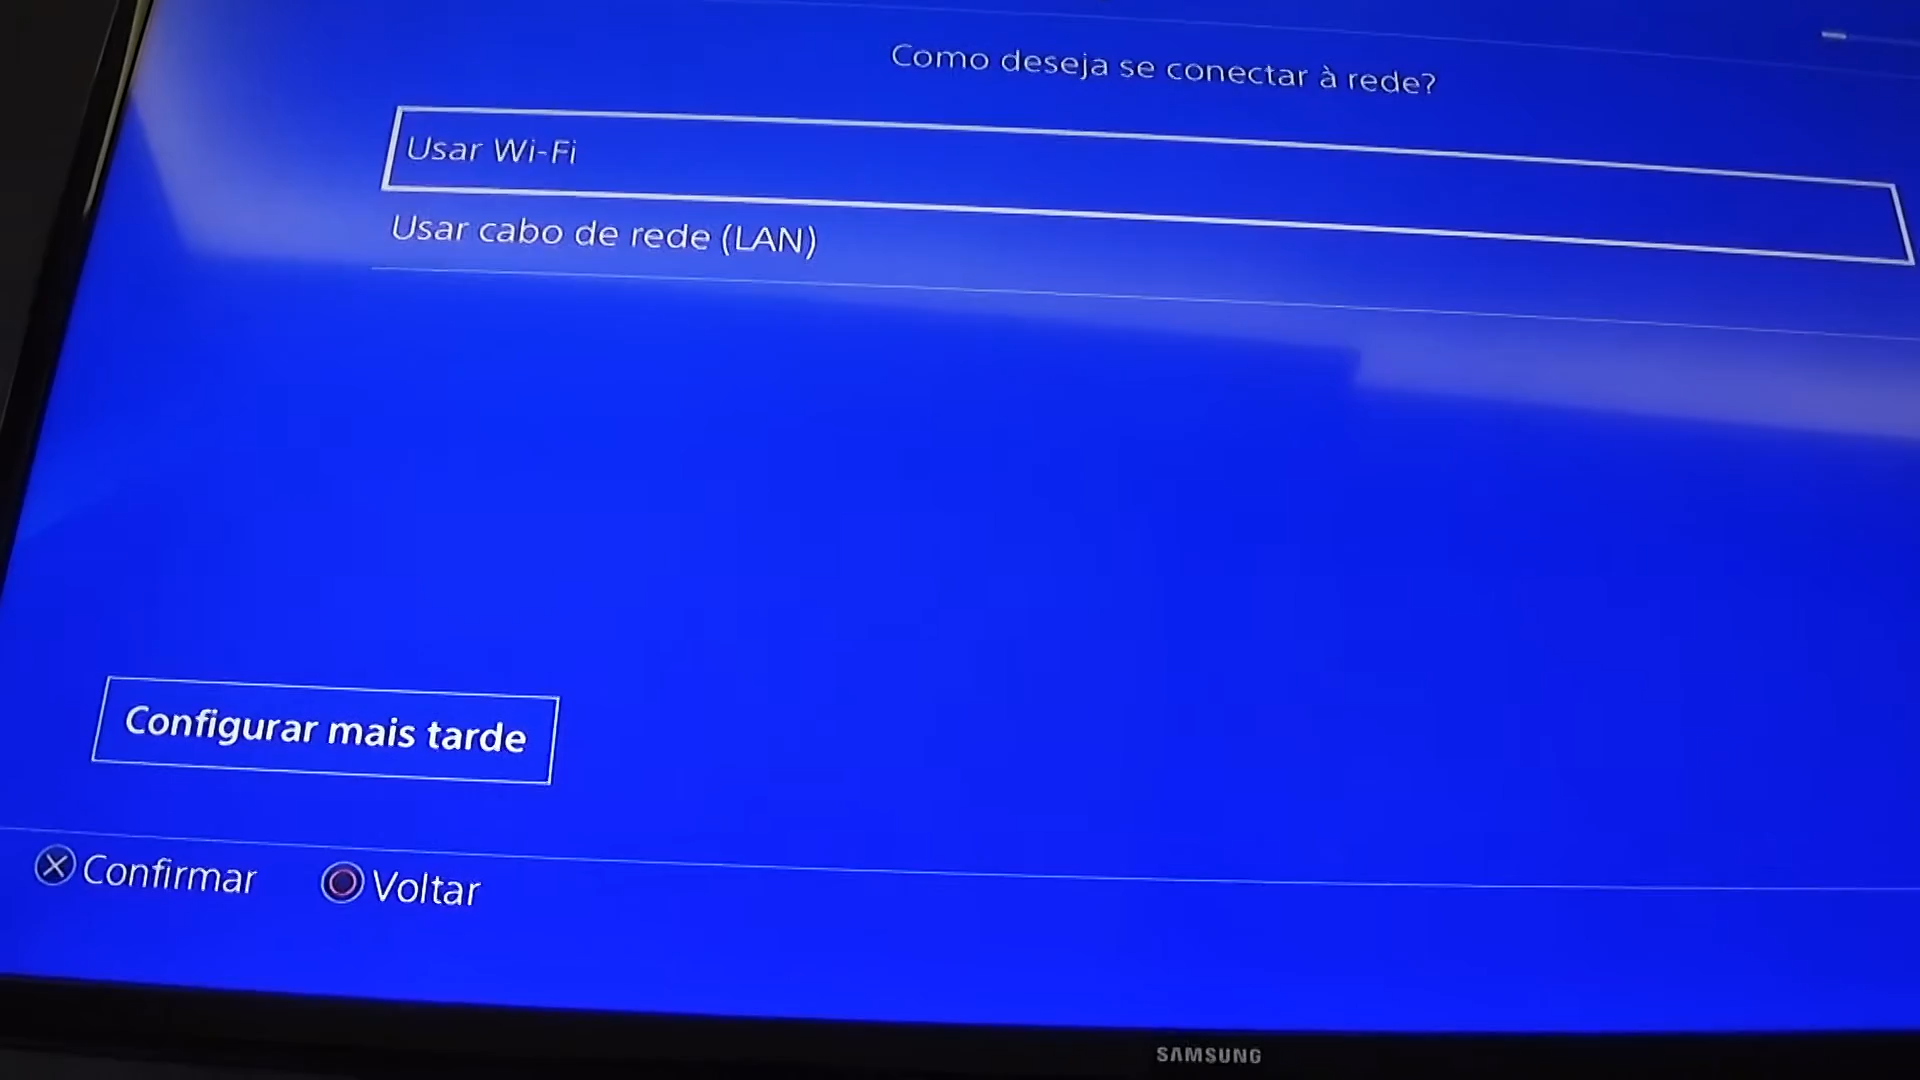 Como deseja se conectar à rede?
Usar Wi-Fi
Usar cabo de rede (LAN)
Configurar mais tarde
Confirmar Voltar
SAMSUNG